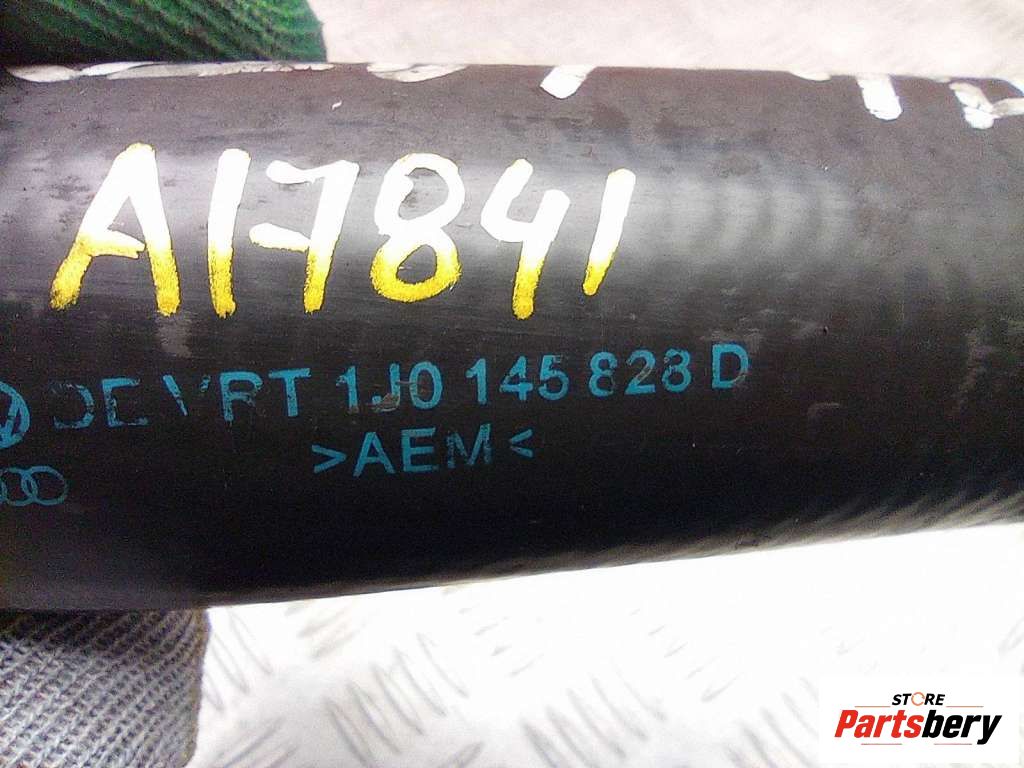 A17841
1J0 145 828 D
>AEM<
STORE
Partsbery